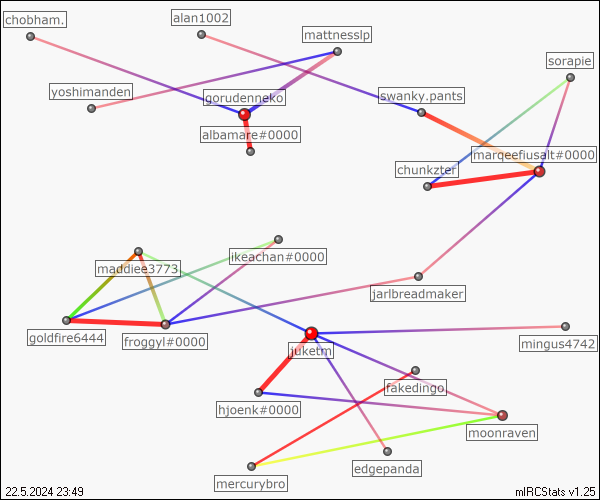 chobham.
alan1002
mattnesslp
sorapie
yoshimanden
gorudenneko
swanky.pants
albamare#0000
marqeefiusalt#0000
chunkzter
ikeachan#0000
maddiee3773
jarlbreadmaker
goldfire6444
froggyl#0000
juketm
mingus4742
fakedingo
hjoenk#0000
moonraven
edgepanda
mercurybro
22.5.2024 23:49
mIRCStats v1.25